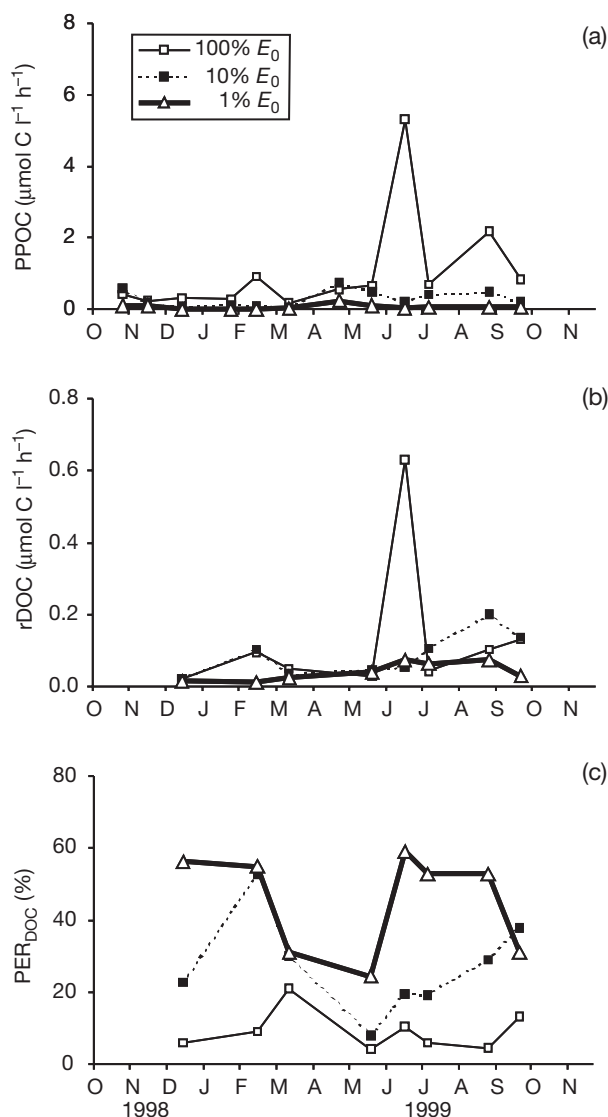 (a)
100% E₀
10% E₀
1% E₀
PPOC (μmol C l⁻¹ h⁻¹)
8
6
4
2
0
O N D J F M A M J J A S O N
(b)
rDOC (μmol C l⁻¹ h⁻¹)
0.8
0.6
0.4
0.2
0.0
O N D J F M A M J J A S O N
(c)
PER_DOC (%)
80
60
40
20
0
O N D J F M A M J J A S O N
1998 1999